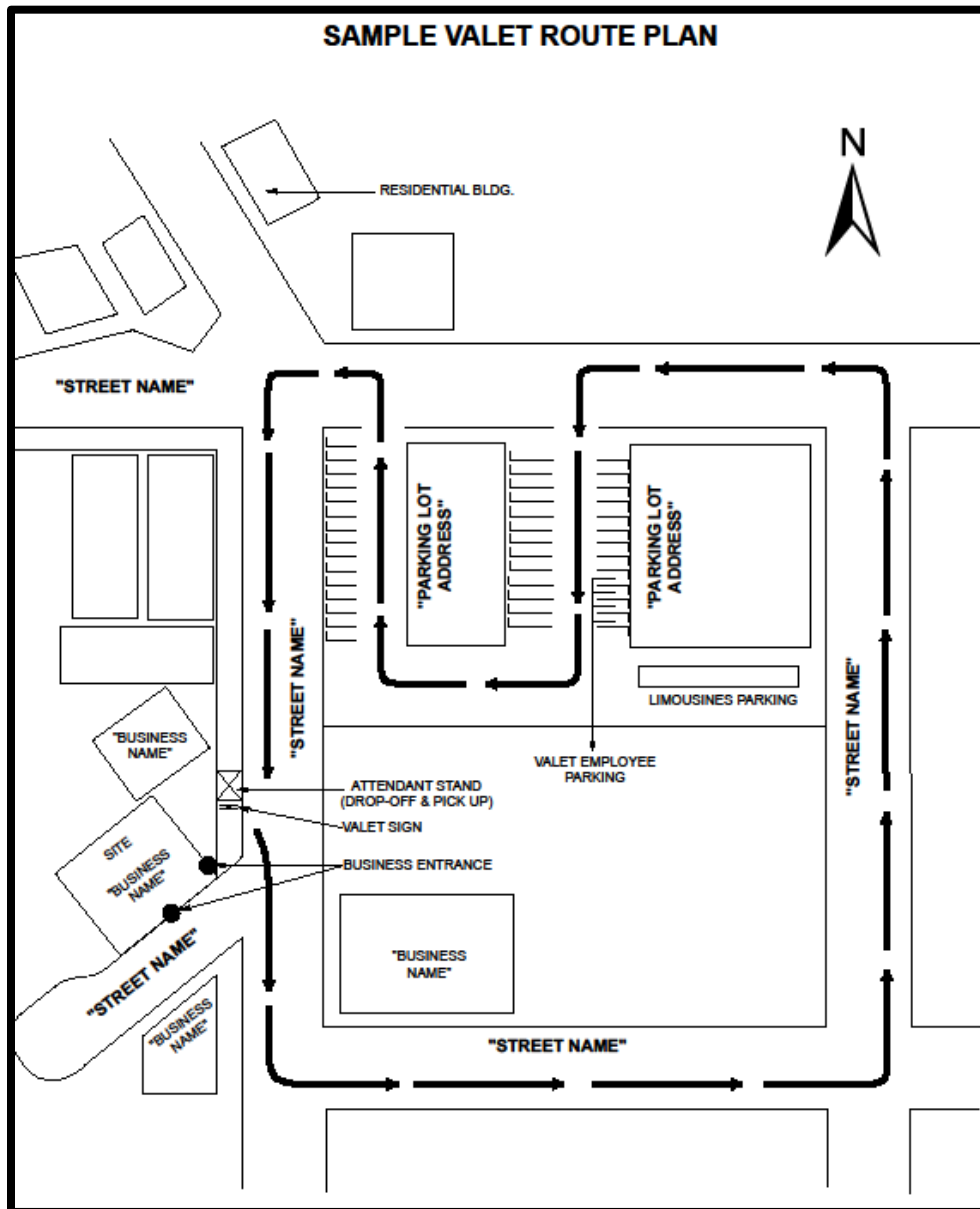 SAMPLE VALET ROUTE PLAN
N
RESIDENTIAL BLDG.
"STREET NAME"
"PARKING LOT
ADDRESS"
"PARKING LOT
ADDRESS"
"STREET NAME"
LIMOUSINES PARKING
"STREET NAME"
"BUSINESS
NAME"
VALET EMPLOYEE
PARKING
ATTENDANT STAND
(DROP-OFF & PICK UP)
VALET SIGN
SITE
"BUSINESS
NAME"
BUSINESS ENTRANCE
"STREET NAME"
"BUSINESS
NAME"
"BUSINESS
NAME"
"STREET NAME"